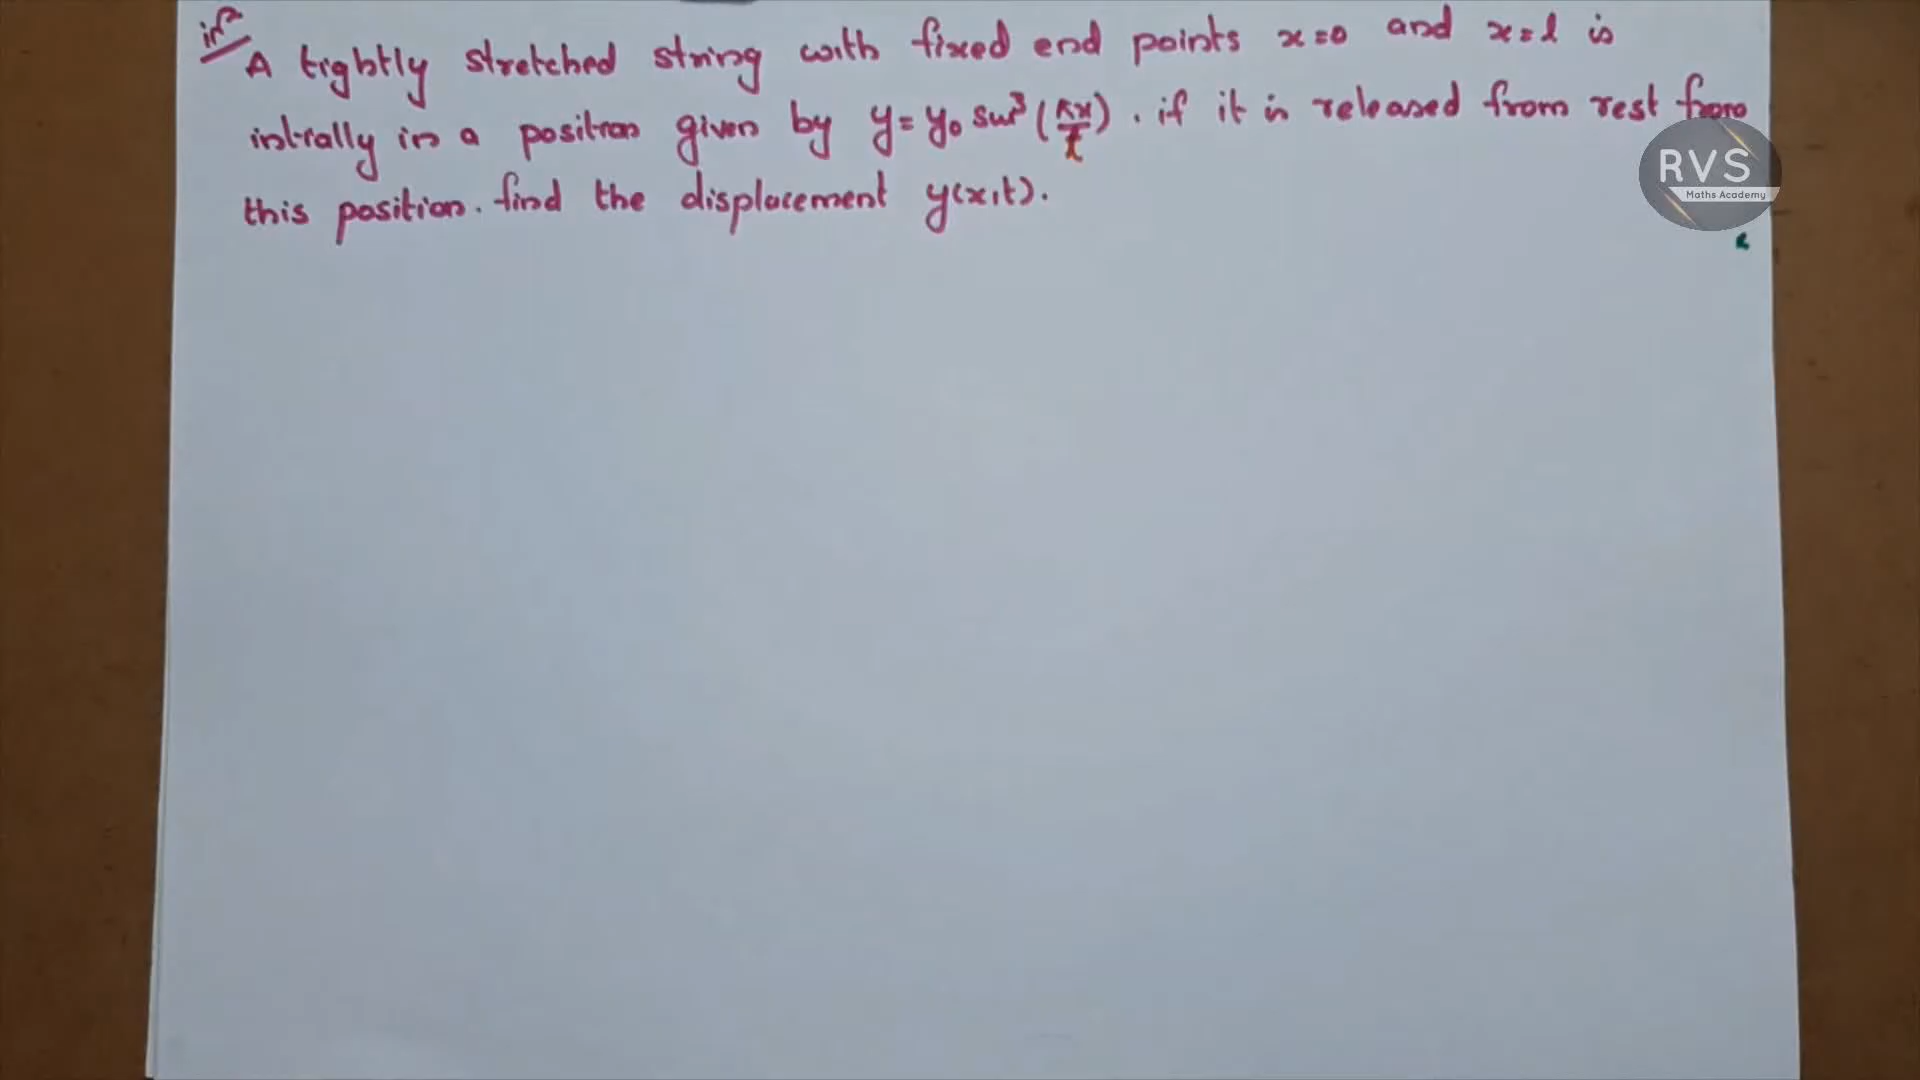 imp
A tightly stretched string with fixed end points x=0 and x=l is
initially in a position given by y=y₀ sin³(πx/l). if it is released from rest from
this position. find the displacement y(x,t).
RVS
Maths Academy